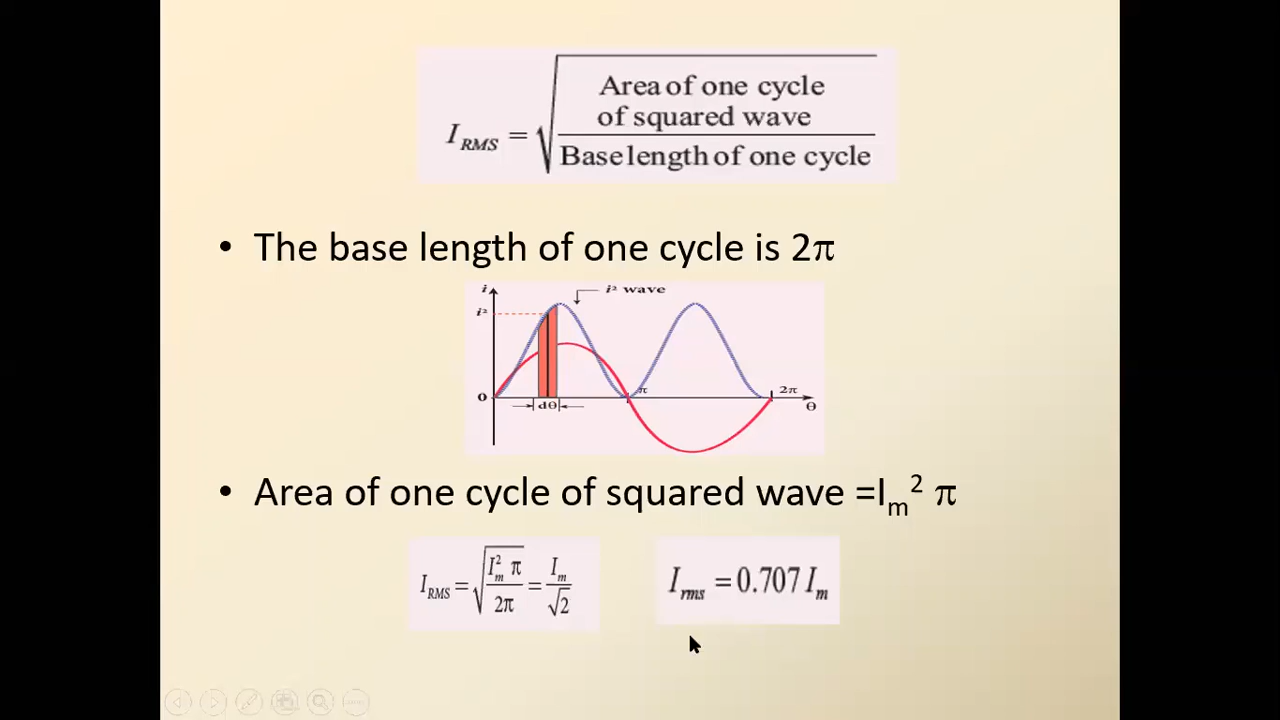 I_RMS = √(Area of one cycle of squared wave / Base length of one cycle)
• The base length of one cycle is 2π
i
i² wave
i²
0
π
2π
θ
dθ
• Area of one cycle of squared wave =I_m² π
I_RMS = √(I_m² π / 2π) = I_m / √2
I_rms = 0.707 I_m